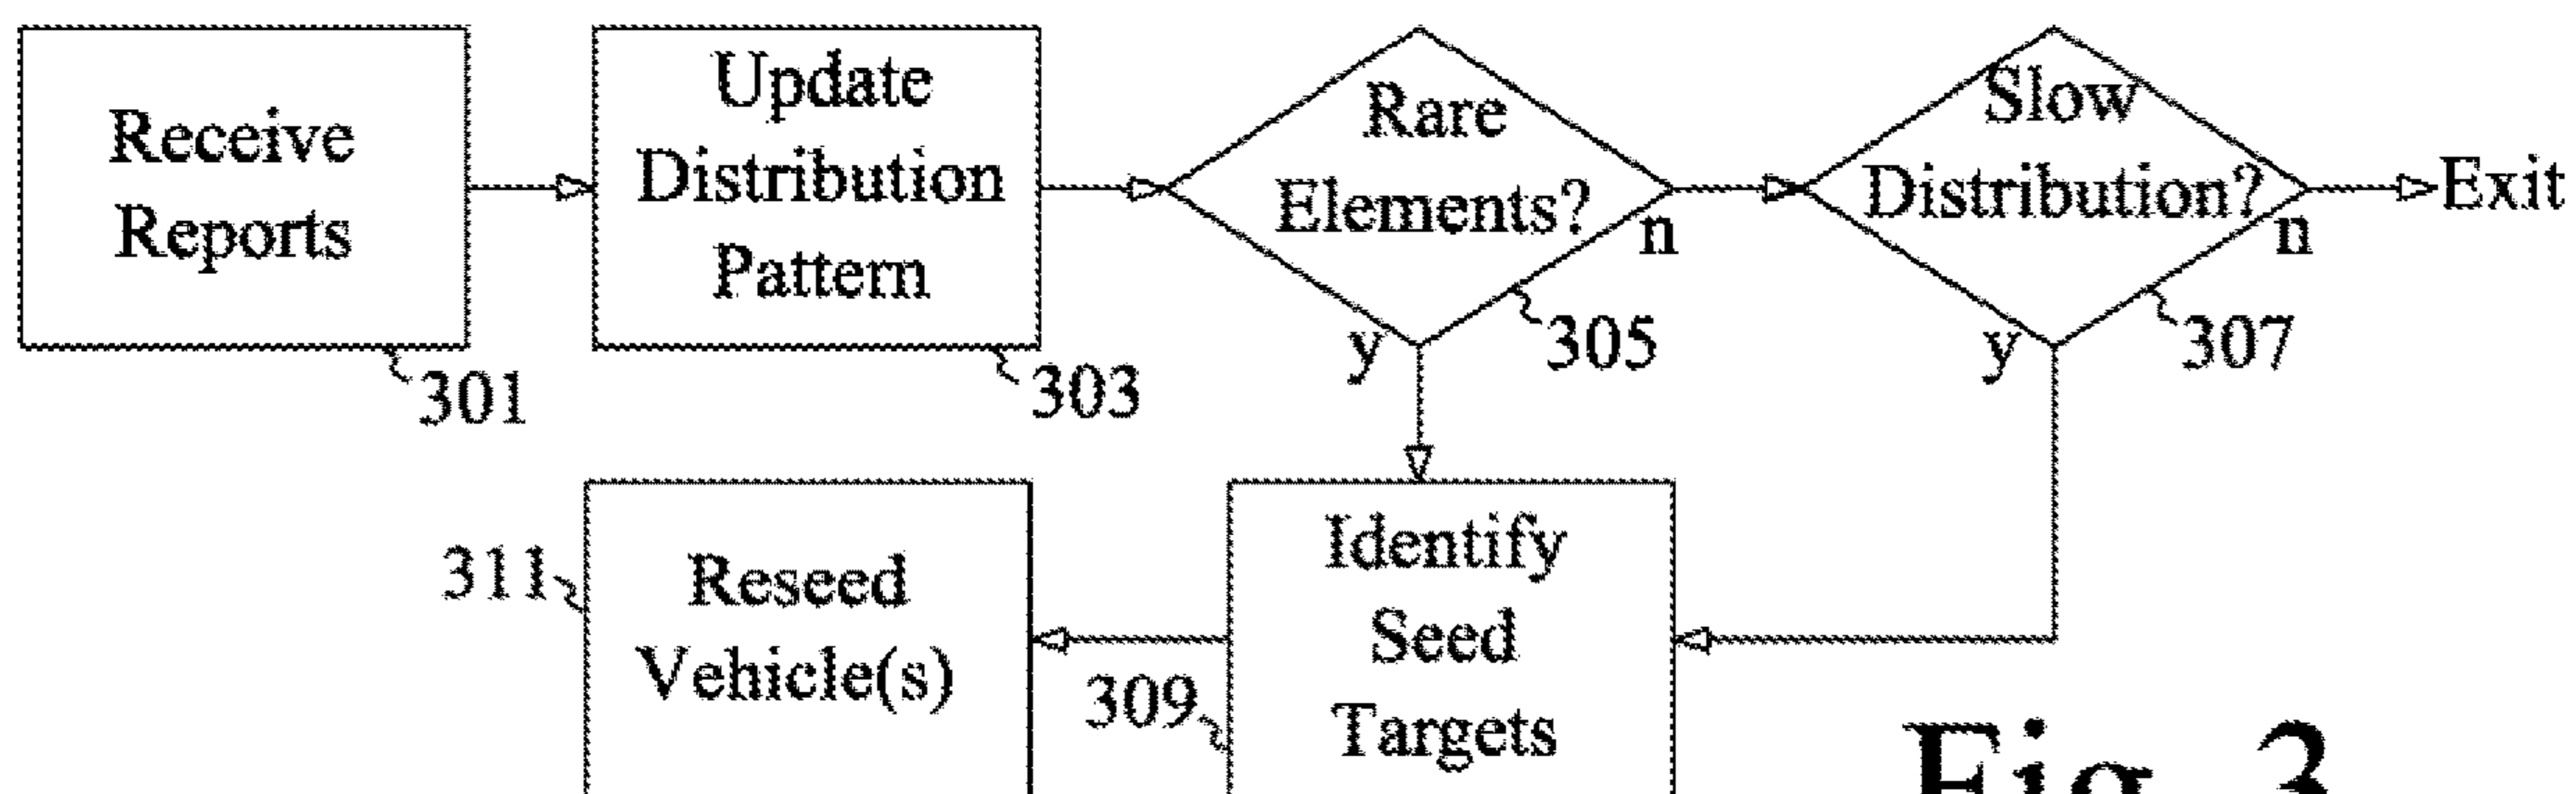 Receive
Reports
301
Update
Distribution
Pattern
303
Rare
Elements?
n
y
305
Slow
Distribution?
n
y
307
Exit
311
Reseed
Vehicle(s)
309
Identify
Seed
Targets
Fig. 3